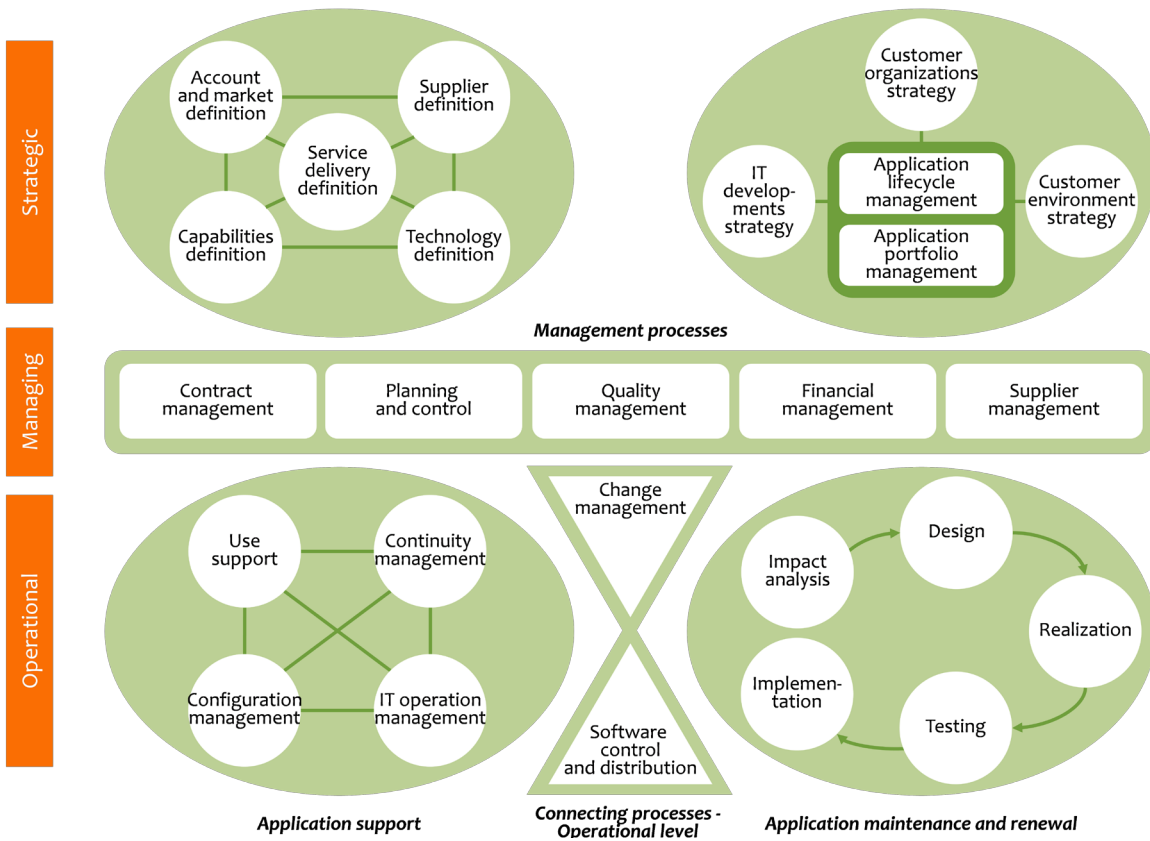 Strategic
Account
and market
definition
Supplier
definition
Service
delivery
definition
Capabilities
definition
Technology
definition
Customer
organizations
strategy
IT
develop-
ments
strategy
Application
lifecycle
management
Application
portfolio
management
Customer
environment
strategy
Management processes
Managing
Contract
management
Planning
and control
Quality
management
Financial
management
Supplier
management
Operational
Use
support
Continuity
management
Configuration
management
IT operation
management
Change
management
Software
control
and distribution
Impact
analysis
Design
Realization
Testing
Implemen-
tation
Application support
Connecting processes -
Operational level
Application maintenance and renewal